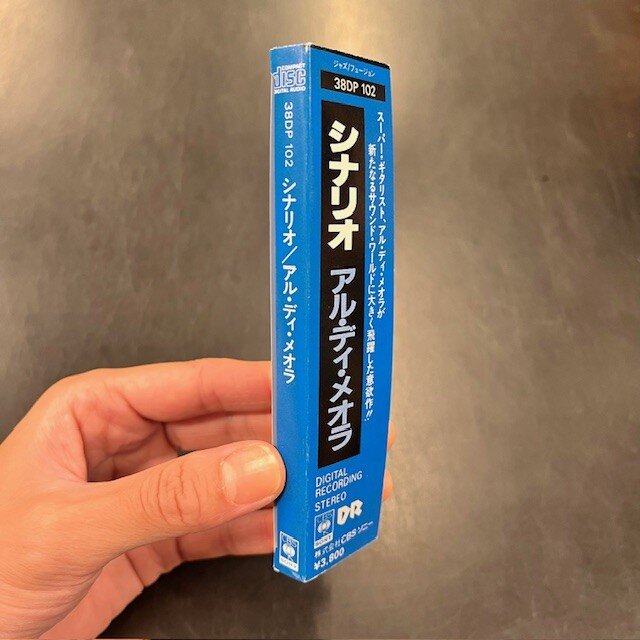 COMPACT
disc
DIGITAL AUDIO
38DP 102
シナリオ/アル・ディ・メオラ
CBS
SONY
ジャズ/フュージョン
38DP 102
スーパー・ギタリスト、アル・ディ・メオラが
新たなるサウンド・ワールドに大きく飛躍した意欲作!!
シナリオ
アル・ディ・メオラ
DIGITAL
RECORDING
STEREO
DR
CBS
SONY
株式会社CBSソニー
¥3,800